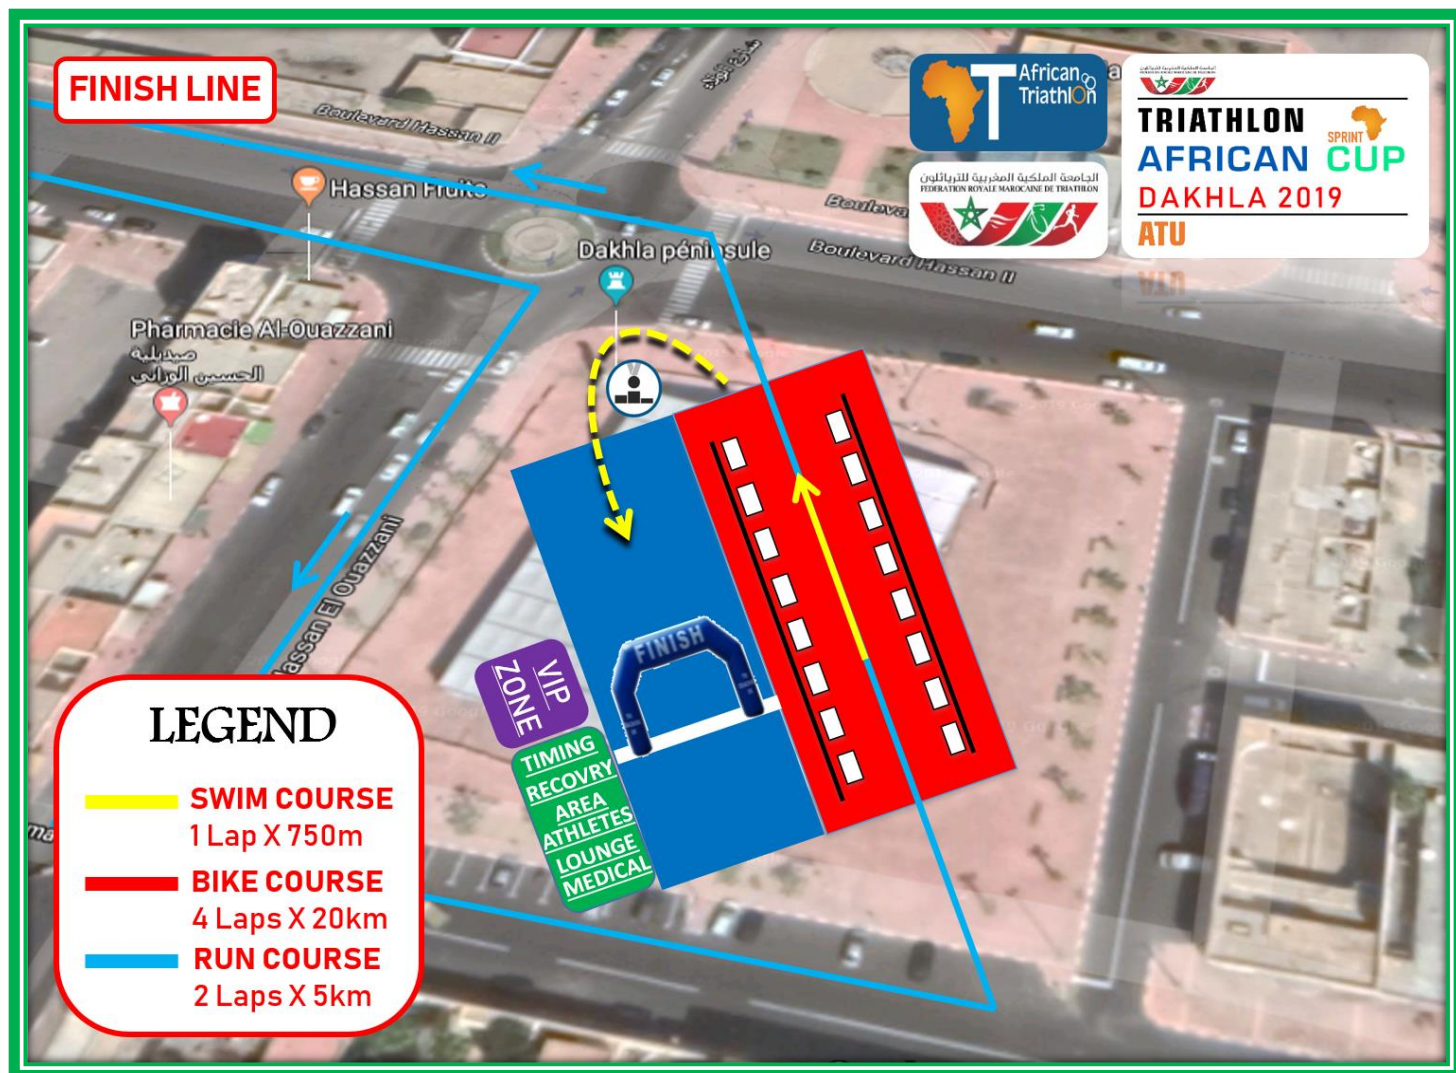 FINISH LINE
Boulevard Hassan II
Hassan Fruits
Dakhla péninsule
Boulevard Hassan II
Pharmacie Al-Ouazzani
صيدلية
الحسين الوزاني
Hassan El Ouazzani
African
Triathlon
الجامعة الملكية المغربية للترياثلون
FEDERATION ROYALE MAROCAINE DE TRIATHLON
TRIATHLON
SPRINT
AFRICAN CUP
DAKHLA 2019
ATU
FINISH
VIP
ZONE
TIMING
RECOVRY
AREA
ATHLETES
LOUNGE
MEDICAL
LEGEND
SWIM COURSE
1 Lap X 750m
BIKE COURSE
4 Laps X 20km
RUN COURSE
2 Laps X 5km